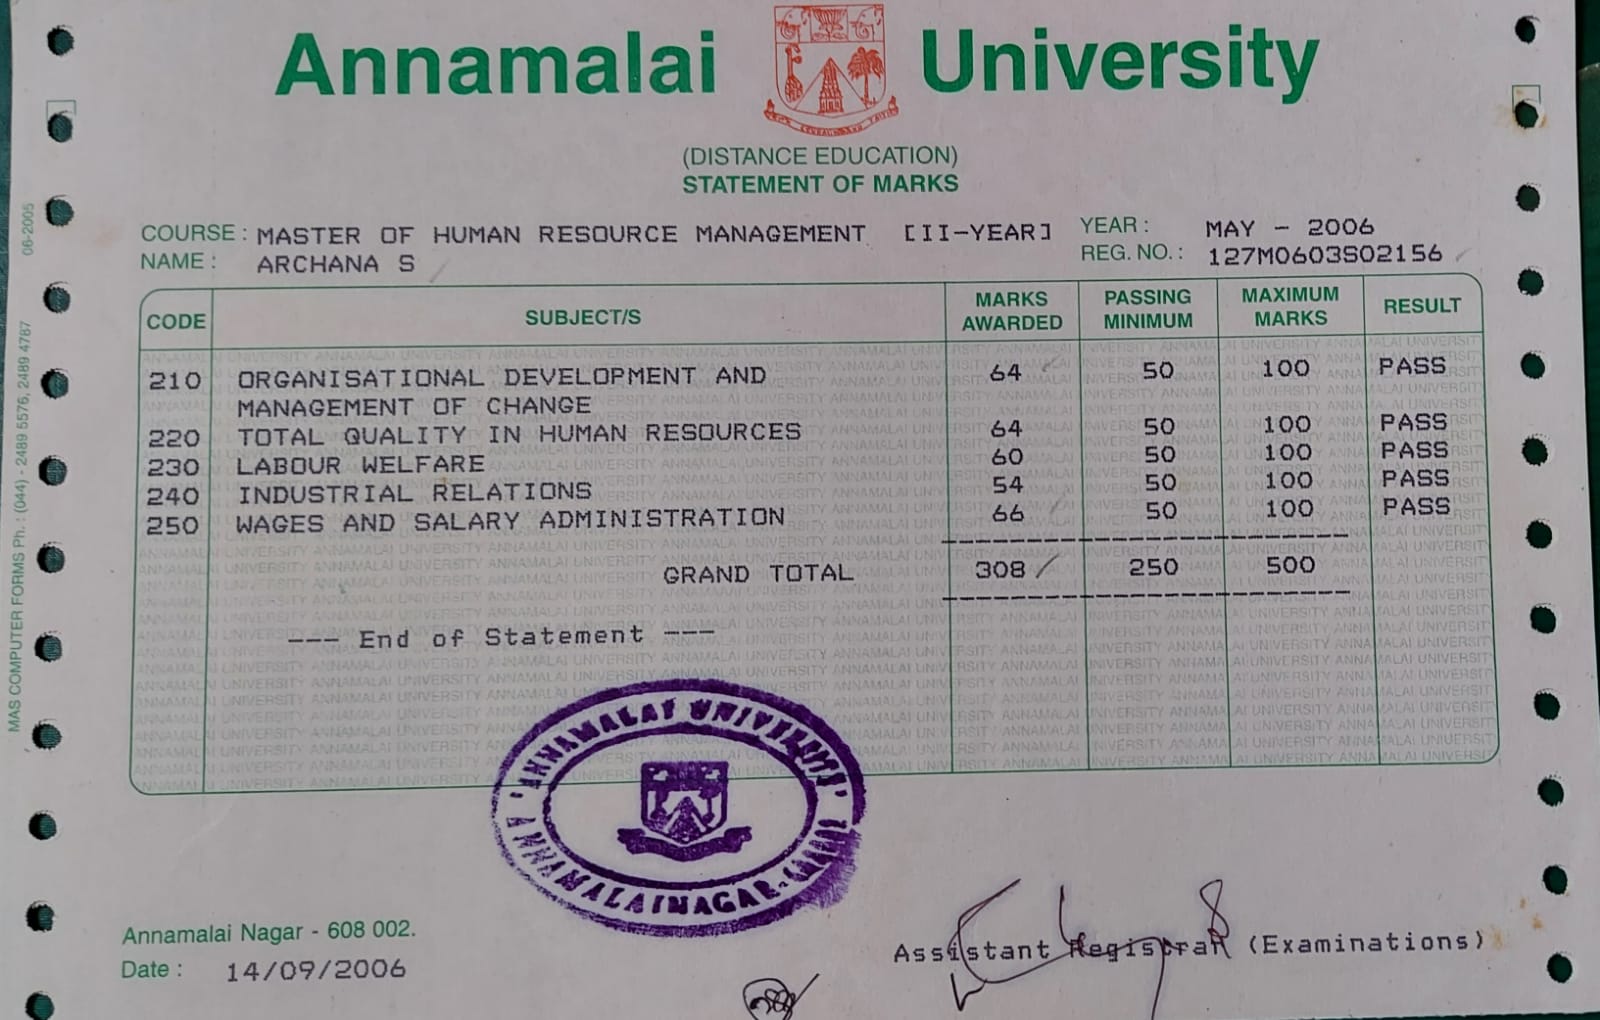 Annamalai University
(DISTANCE EDUCATION)
STATEMENT OF MARKS
COURSE : MASTER OF HUMAN RESOURCE MANAGEMENT [II-YEAR] YEAR : MAY - 2006
NAME : ARCHANA S REG. NO. : 127M0603S02156
CODE SUBJECT/S MARKS AWARDED PASSING MINIMUM MAXIMUM MARKS RESULT
210 ORGANISATIONAL DEVELOPMENT AND 64 50 100 PASS
MANAGEMENT OF CHANGE
220 TOTAL QUALITY IN HUMAN RESOURCES 64 50 100 PASS
230 LABOUR WELFARE 60 50 100 PASS
240 INDUSTRIAL RELATIONS 54 50 100 PASS
250 WAGES AND SALARY ADMINISTRATION 66 50 100 PASS
GRAND TOTAL 308 250 500
--- End of Statement ---
ANNAMALAI UNIVERSITY
ANNAMALAINAGAR
Annamalai Nagar - 608 002.
Date : 14/09/2006
Assistant Registrar (Examinations)
MAS COMPUTER FORMS Ph. : (044) - 2489 5576, 2489 4787 06-2005